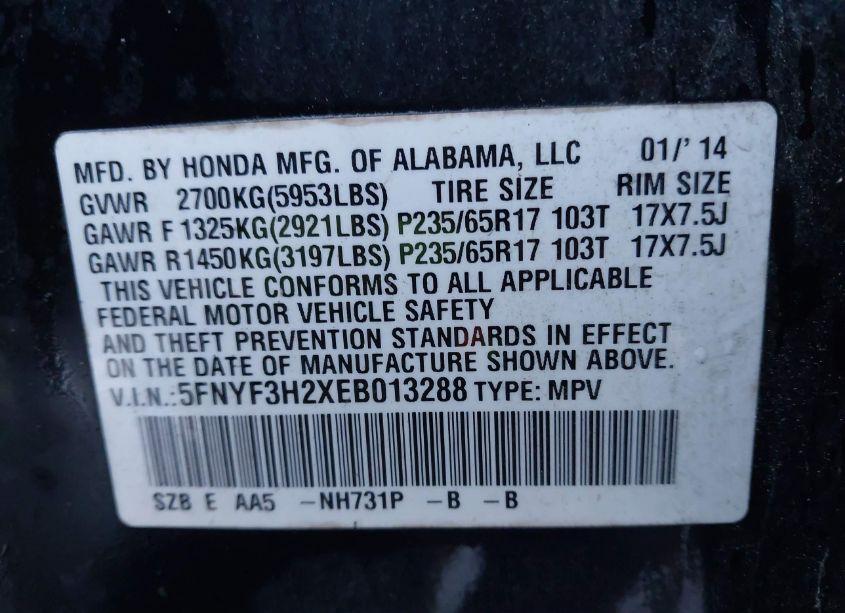 MFD. BY HONDA MFG. OF ALABAMA, LLC 01/' 14
GVWR 2700KG(5953LBS) TIRE SIZE RIM SIZE
GAWR F1325KG(2921LBS) P235/65R17 103T 17X7.5J
GAWR R1450KG(3197LBS) P235/65R17 103T 17X7.5J
THIS VEHICLE CONFORMS TO ALL APPLICABLE
FEDERAL MOTOR VEHICLE SAFETY
AND THEFT PREVENTION STANDARDS IN EFFECT
ON THE DATE OF MANUFACTURE SHOWN ABOVE.
V.I.N.:5FNYF3H2XEB013288 TYPE: MPV
SZB E AA5 -NH731P -B -B